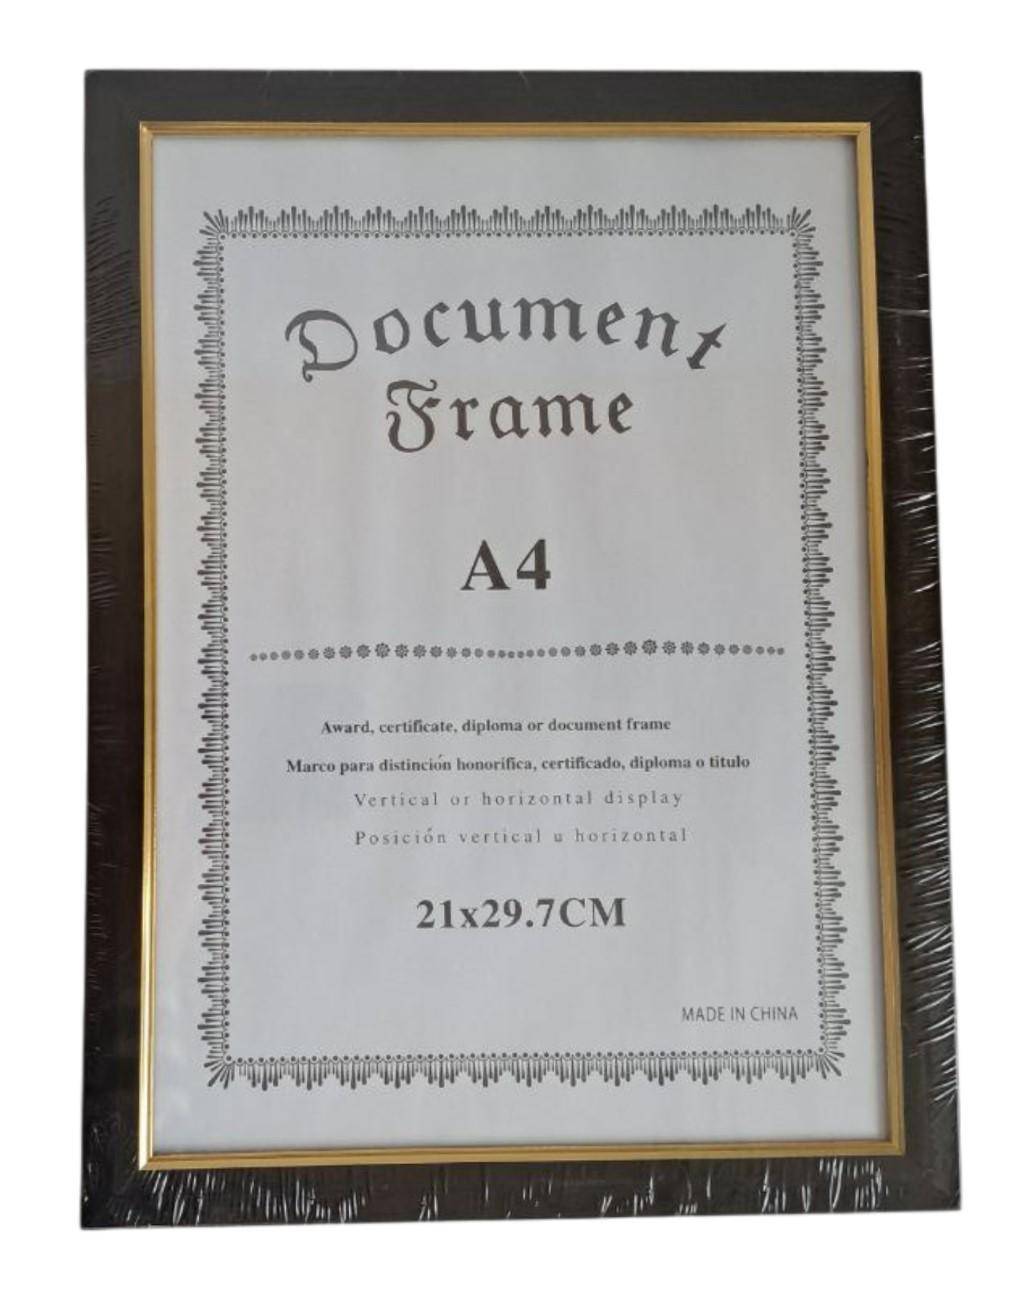 Document
Frame
A4
Award, certificate, diploma or document frame
Marco para distinción honorífica, certificado, diploma o titulo
Vertical or horizontal display
Posición vertical u horizontal
21x29.7CM
MADE IN CHINA